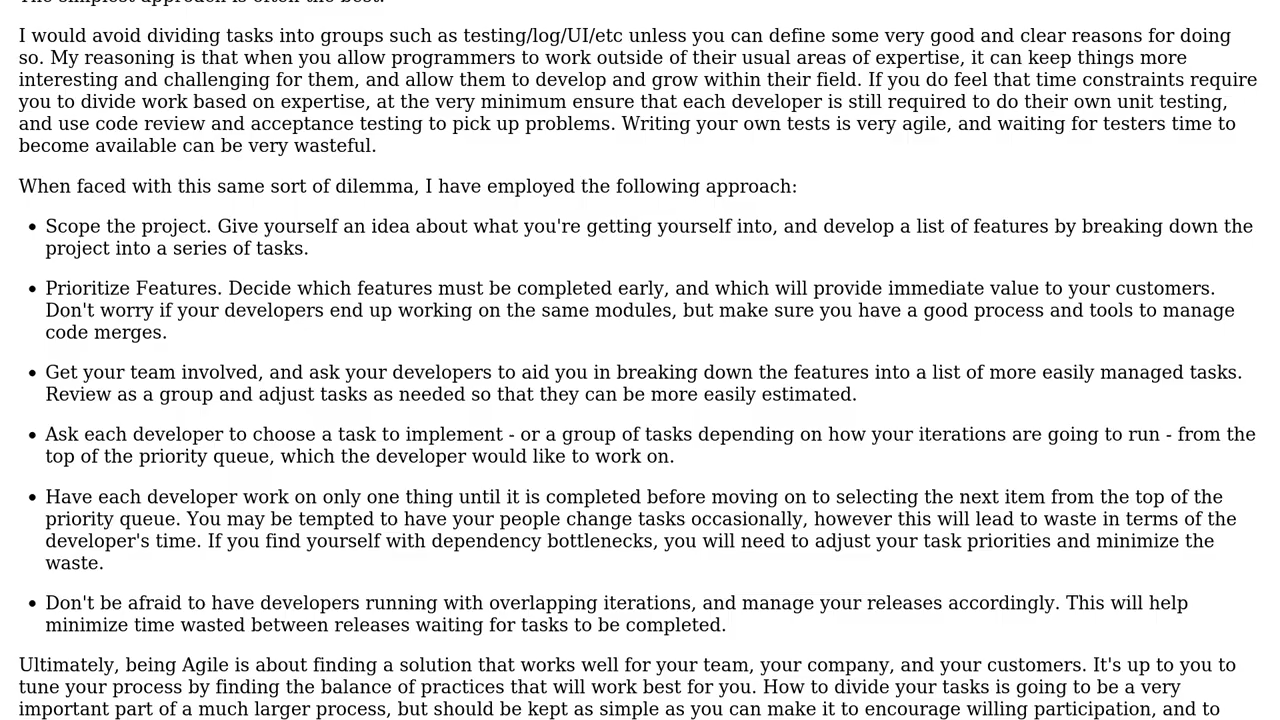 The simplest approach is often the best.
I would avoid dividing tasks into groups such as testing/log/UI/etc unless you can define some very good and clear reasons for doing
so. My reasoning is that when you allow programmers to work outside of their usual areas of expertise, it can keep things more
interesting and challenging for them, and allow them to develop and grow within their field. If you do feel that time constraints require
you to divide work based on expertise, at the very minimum ensure that each developer is still required to do their own unit testing,
and use code review and acceptance testing to pick up problems. Writing your own tests is very agile, and waiting for testers time to
become available can be very wasteful.
When faced with this same sort of dilemma, I have employed the following approach:
• Scope the project. Give yourself an idea about what you're getting yourself into, and develop a list of features by breaking down the
project into a series of tasks.
• Prioritize Features. Decide which features must be completed early, and which will provide immediate value to your customers.
Don't worry if your developers end up working on the same modules, but make sure you have a good process and tools to manage
code merges.
• Get your team involved, and ask your developers to aid you in breaking down the features into a list of more easily managed tasks.
Review as a group and adjust tasks as needed so that they can be more easily estimated.
• Ask each developer to choose a task to implement - or a group of tasks depending on how your iterations are going to run - from the
top of the priority queue, which the developer would like to work on.
• Have each developer work on only one thing until it is completed before moving on to selecting the next item from the top of the
priority queue. You may be tempted to have your people change tasks occasionally, however this will lead to waste in terms of the
developer's time. If you find yourself with dependency bottlenecks, you will need to adjust your task priorities and minimize the
waste.
• Don't be afraid to have developers running with overlapping iterations, and manage your releases accordingly. This will help
minimize time wasted between releases waiting for tasks to be completed.
Ultimately, being Agile is about finding a solution that works well for your team, your company, and your customers. It's up to you to
tune your process by finding the balance of practices that will work best for you. How to divide your tasks is going to be a very
important part of a much larger process, but should be kept as simple as you can make it to encourage willing participation, and to